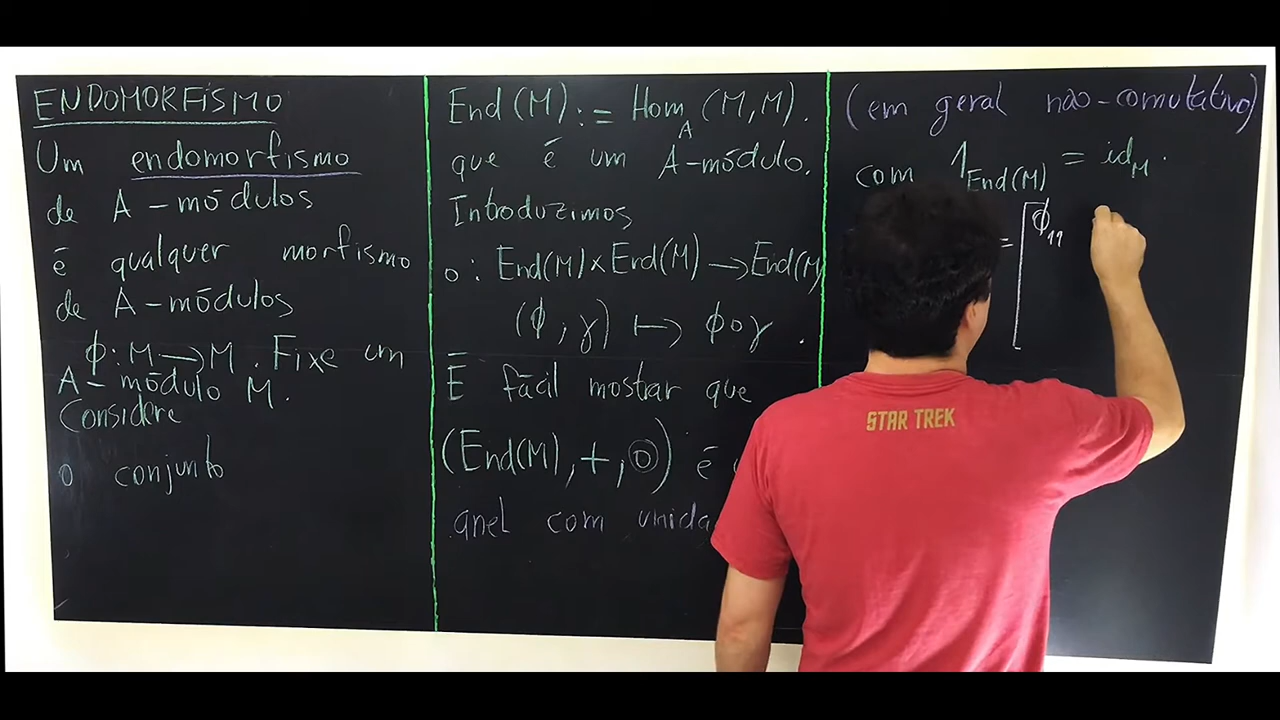 ENDOMORFISMO
Um endomorfismo
de A-módulos
é qualquer morfismo
de A-módulos
ϕ: M → M. Fixe um
A-módulo M.
Considere
o conjunto
End(M) := Hom_A(M,M).
que é um A-módulo.
Introduzimos
o: End(M)×End(M) → End(M)
(ϕ, γ) ↦ ϕ∘γ.
É fácil mostrar que
(End(M), +, ∘) é
anel com
(em geral não-comutativo)
com 1_End(M) = id_M.
= [ϕ_11
STAR TREK